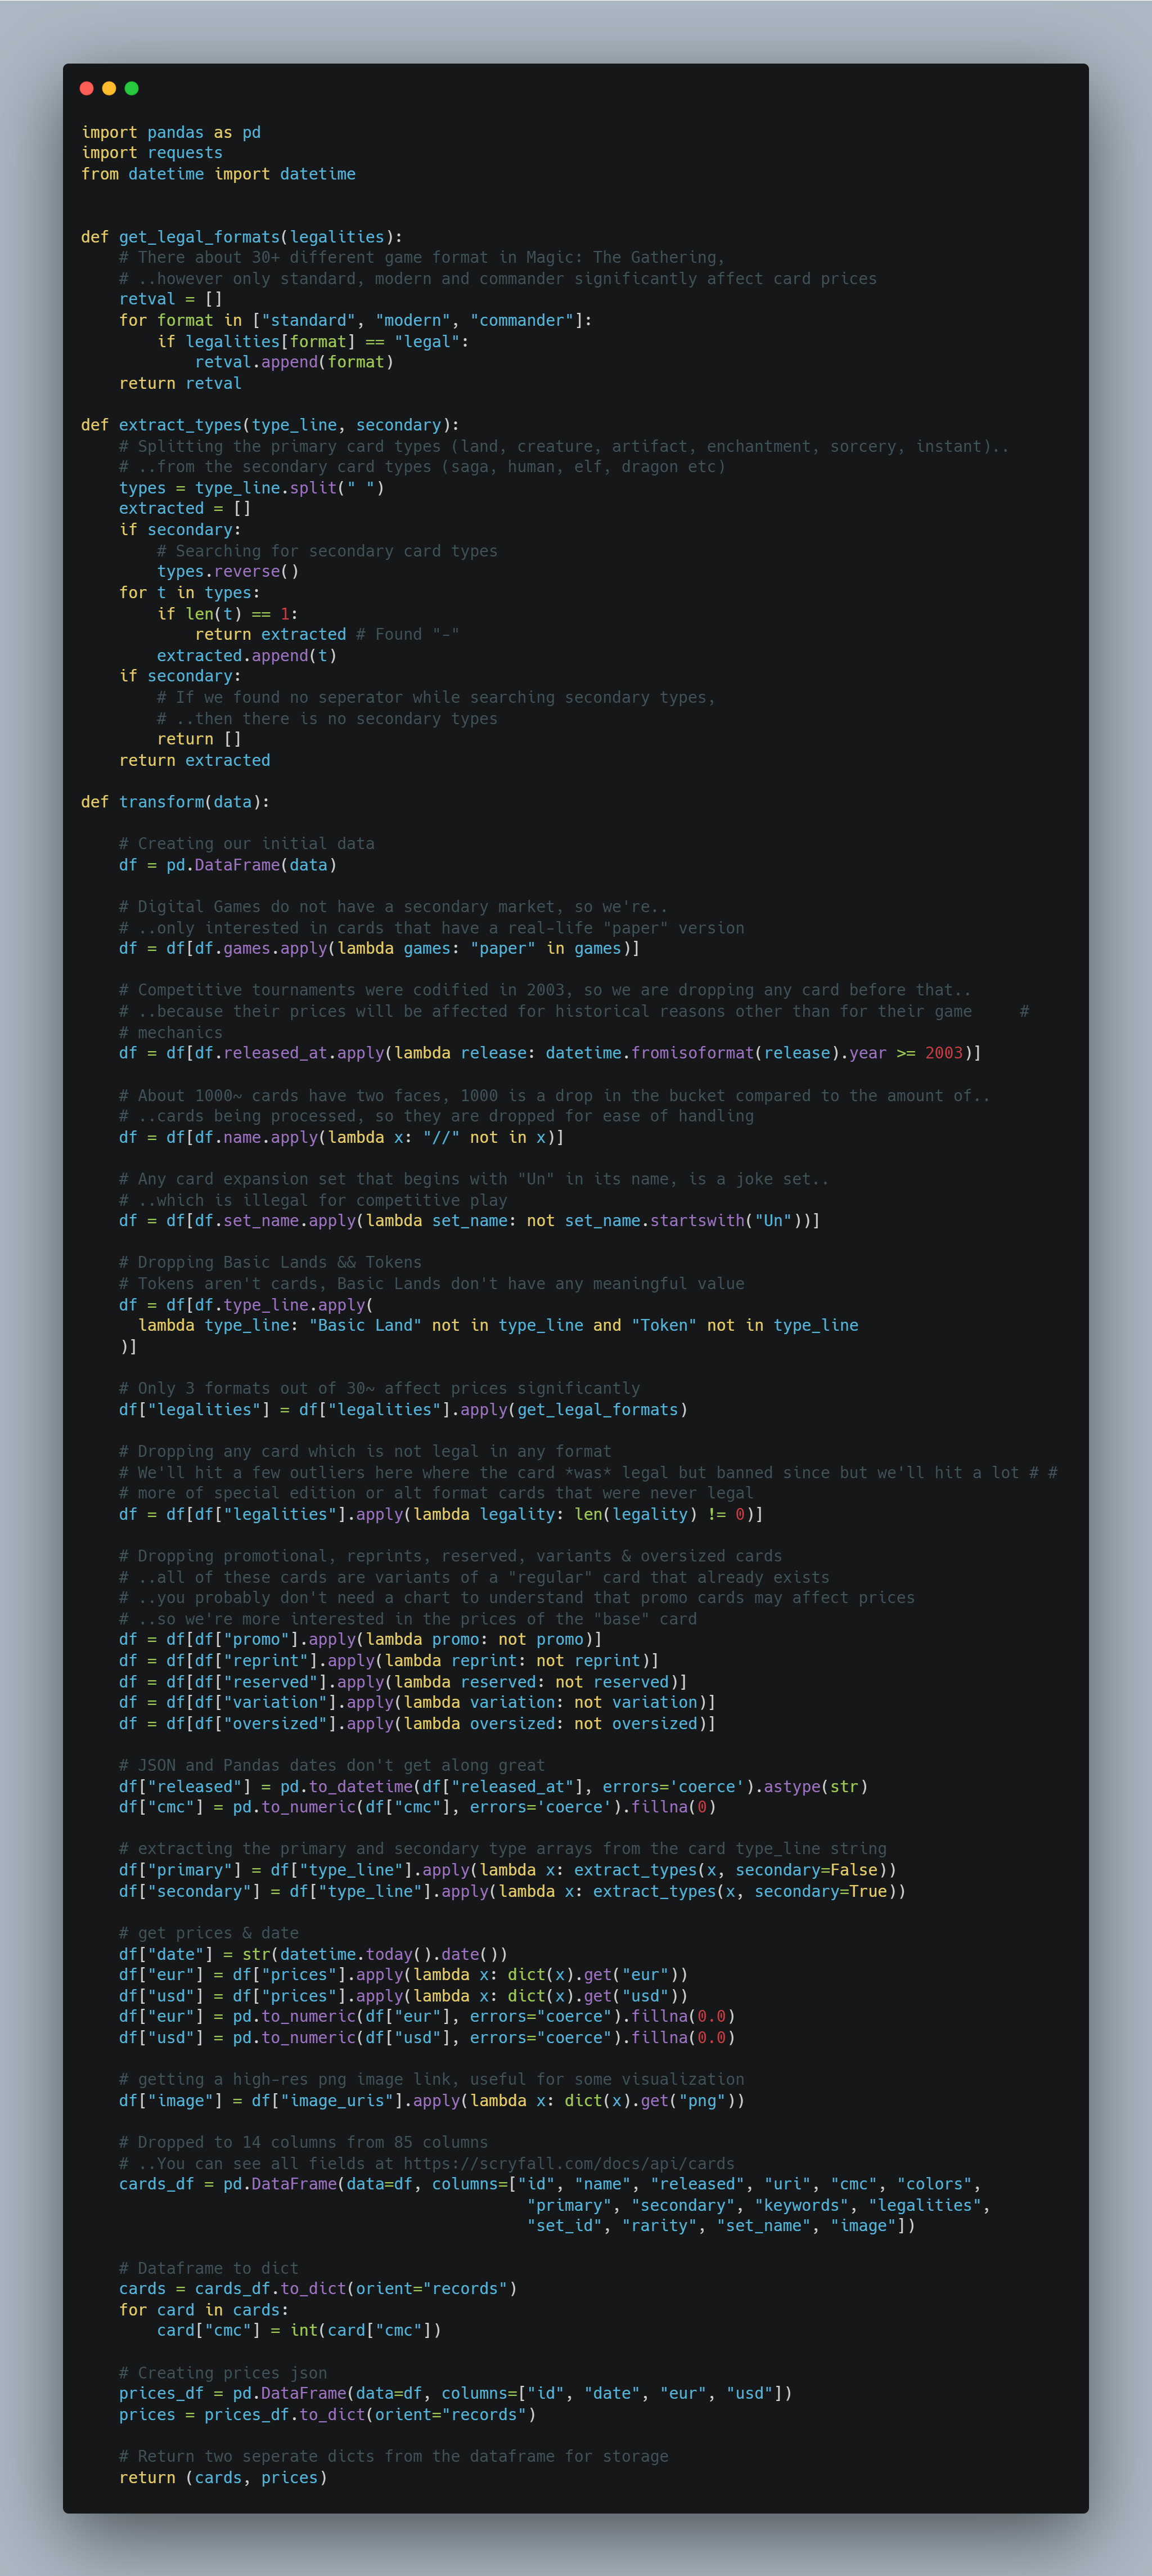 import pandas as pd
import requests
from datetime import datetime


def get_legal_formats(legalities):
    # There about 30+ different game format in Magic: The Gathering,
    # ..however only standard, modern and commander significantly affect card prices
    retval = []
    for format in ["standard", "modern", "commander"]:
        if legalities[format] == "legal":
            retval.append(format)
    return retval

def extract_types(type_line, secondary):
    # Splitting the primary card types (land, creature, artifact, enchantment, sorcery, instant)..
    # ..from the secondary card types (saga, human, elf, dragon etc)
    types = type_line.split(" ")
    extracted = []
    if secondary:
        # Searching for secondary card types
        types.reverse()
    for t in types:
        if len(t) == 1:
            return extracted # Found "-"
        extracted.append(t)
    if secondary:
        # If we found no seperator while searching secondary types,
        # ..then there is no secondary types
        return []
    return extracted

def transform(data):

    # Creating our initial data
    df = pd.DataFrame(data)

    # Digital Games do not have a secondary market, so we're..
    # ..only interested in cards that have a real-life "paper" version
    df = df[df.games.apply(lambda games: "paper" in games)]

    # Competitive tournaments were codified in 2003, so we are dropping any card before that..
    # ..because their prices will be affected for historical reasons other than for their game     #
    # mechanics
    df = df[df.released_at.apply(lambda release: datetime.fromisoformat(release).year >= 2003)]

    # About 1000~ cards have two faces, 1000 is a drop in the bucket compared to the amount of..
    # ..cards being processed, so they are dropped for ease of handling
    df = df[df.name.apply(lambda x: "//" not in x)]

    # Any card expansion set that begins with "Un" in its name, is a joke set..
    # ..which is illegal for competitive play
    df = df[df.set_name.apply(lambda set_name: not set_name.startswith("Un"))]

    # Dropping Basic Lands && Tokens
    # Tokens aren't cards, Basic Lands don't have any meaningful value
    df = df[df.type_line.apply(
      lambda type_line: "Basic Land" not in type_line and "Token" not in type_line
    )]

    # Only 3 formats out of 30~ affect prices significantly
    df["legalities"] = df["legalities"].apply(get_legal_formats)

    # Dropping any card which is not legal in any format
    # We'll hit a few outliers here where the card *was* legal but banned since but we'll hit a lot # #
    # more of special edition or alt format cards that were never legal
    df = df[df["legalities"].apply(lambda legality: len(legality) != 0)]

    # Dropping promotional, reprints, reserved, variants & oversized cards
    # ..all of these cards are variants of a "regular" card that already exists
    # ..you probably don't need a chart to understand that promo cards may affect prices
    # ..so we're more interested in the prices of the "base" card
    df = df[df["promo"].apply(lambda promo: not promo)]
    df = df[df["reprint"].apply(lambda reprint: not reprint)]
    df = df[df["reserved"].apply(lambda reserved: not reserved)]
    df = df[df["variation"].apply(lambda variation: not variation)]
    df = df[df["oversized"].apply(lambda oversized: not oversized)]

    # JSON and Pandas dates don't get along great
    df["released"] = pd.to_datetime(df["released_at"], errors='coerce').astype(str)
    df["cmc"] = pd.to_numeric(df["cmc"], errors='coerce').fillna(0)

    # extracting the primary and secondary type arrays from the card type_line string
    df["primary"] = df["type_line"].apply(lambda x: extract_types(x, secondary=False))
    df["secondary"] = df["type_line"].apply(lambda x: extract_types(x, secondary=True))

    # get prices & date
    df["date"] = str(datetime.today().date())
    df["eur"] = df["prices"].apply(lambda x: dict(x).get("eur"))
    df["usd"] = df["prices"].apply(lambda x: dict(x).get("usd"))
    df["eur"] = pd.to_numeric(df["eur"], errors="coerce").fillna(0.0)
    df["usd"] = pd.to_numeric(df["usd"], errors="coerce").fillna(0.0)

    # getting a high-res png image link, useful for some visualization
    df["image"] = df["image_uris"].apply(lambda x: dict(x).get("png"))

    # Dropped to 14 columns from 85 columns
    # ..You can see all fields at https://scryfall.com/docs/api/cards
    cards_df = pd.DataFrame(data=df, columns=["id", "name", "released", "uri", "cmc", "colors",
                                               "primary", "secondary", "keywords", "legalities",
                                               "set_id", "rarity", "set_name", "image"])

    # Dataframe to dict
    cards = cards_df.to_dict(orient="records")
    for card in cards:
        card["cmc"] = int(card["cmc"])

    # Creating prices json
    prices_df = pd.DataFrame(data=df, columns=["id", "date", "eur", "usd"])
    prices = prices_df.to_dict(orient="records")

    # Return two seperate dicts from the dataframe for storage
    return (cards, prices)